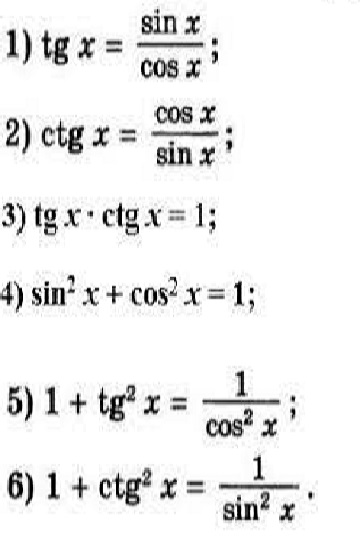 1) tg x = sin x / cos x ;
2) ctg x = cos x / sin x ;
3) tg x · ctg x = 1;
4) sin² x + cos² x = 1;
5) 1 + tg² x = 1 / cos² x ;
6) 1 + ctg² x = 1 / sin² x .